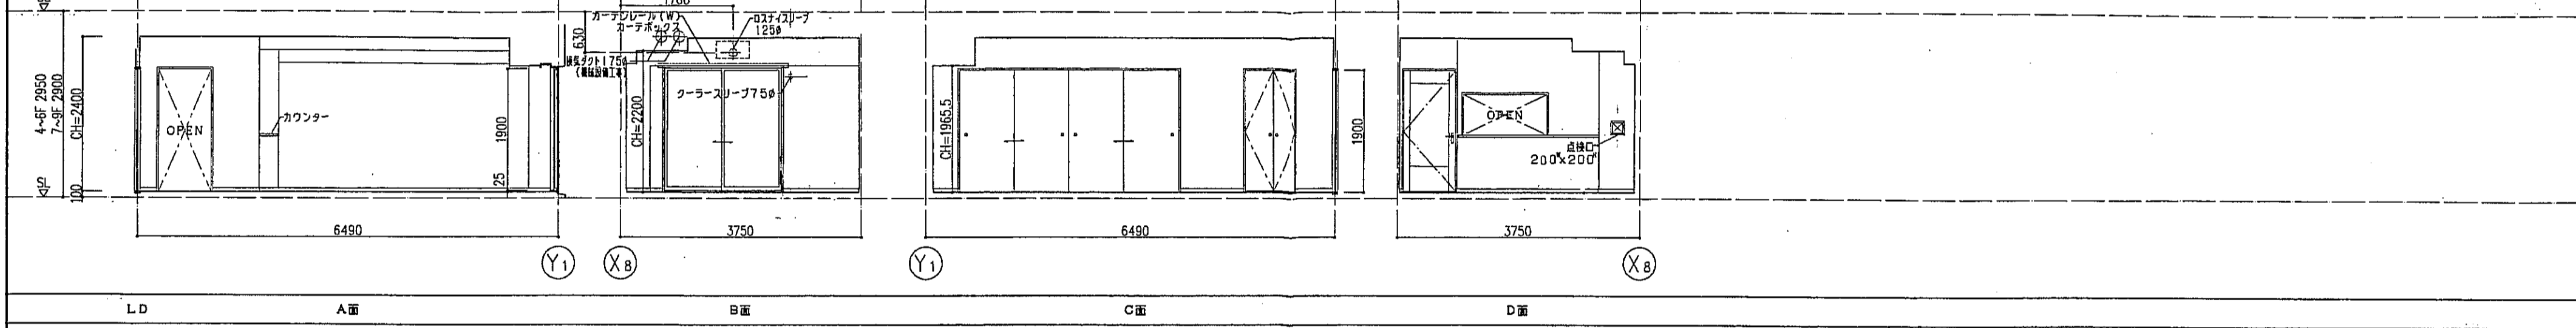 4~6F 2950
7~9F 2900
CH=2400
SL
100
OPEN
カウンター
1900
25
6490
Y1
630
カーテンレール(W)
カーテンボックス
ロスナイスリーブ
125φ
排気ダクト175φ
(機械設備工事)
クーラースリーブ75φ
CH=2200
3750
X8
CH=1965.5
1900
6490
Y1
OPEN
点検口
200×200
3750
X8
LD
A面
B面
C面
D面